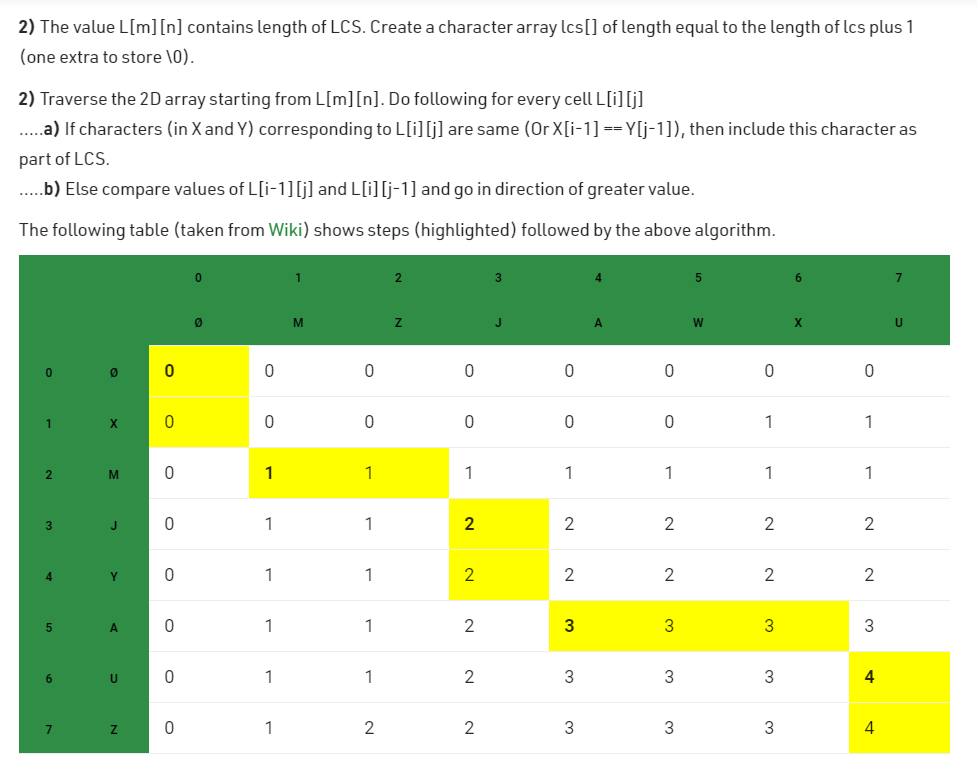 2) The value L[m][n] contains length of LCS. Create a character array lcs[] of length equal to the length of lcs plus 1
(one extra to store \0).
2) Traverse the 2D array starting from L[m][n]. Do following for every cell L[i][j]
.....a) If characters (in X and Y) corresponding to L[i][j] are same (Or X[i-1] == Y[j-1]), then include this character as
part of LCS.
.....b) Else compare values of L[i-1][j] and L[i][j-1] and go in direction of greater value.
The following table (taken from Wiki) shows steps (highlighted) followed by the above algorithm.
0 1 2 3 4 5 6 7
Ø M Z J A W X U
0 Ø 0 0 0 0 0 0 0 0
1 X 0 0 0 0 0 0 1 1
2 M 0 1 1 1 1 1 1 1
3 J 0 1 1 2 2 2 2 2
4 Y 0 1 1 2 2 2 2 2
5 A 0 1 1 2 3 3 3 3
6 U 0 1 1 2 3 3 3 4
7 Z 0 1 2 2 3 3 3 4